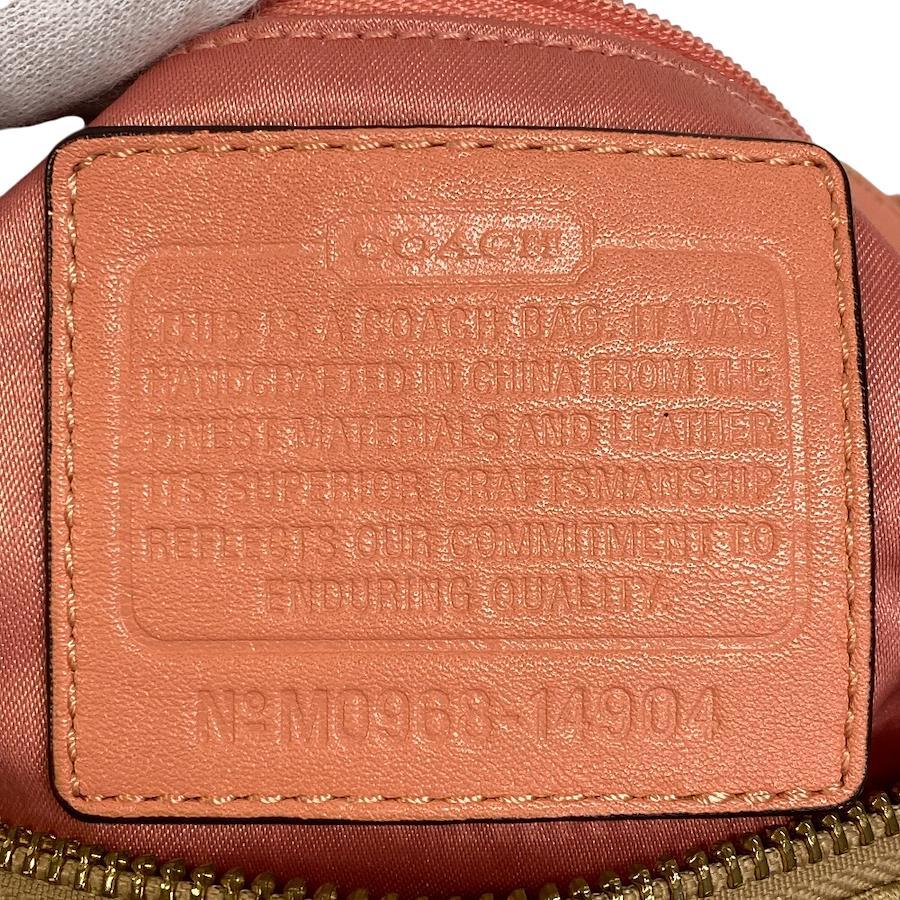 COACH
THIS IS A COACH BAG. IT WAS
HANDCRAFTED IN CHINA FROM THE
FINEST MATERIALS AND LEATHER
ITS SUPERIOR CRAFTSMANSHIP
REFLECTS OUR COMMITMENT TO
ENDURING QUALITY.
Nº M0968-14904